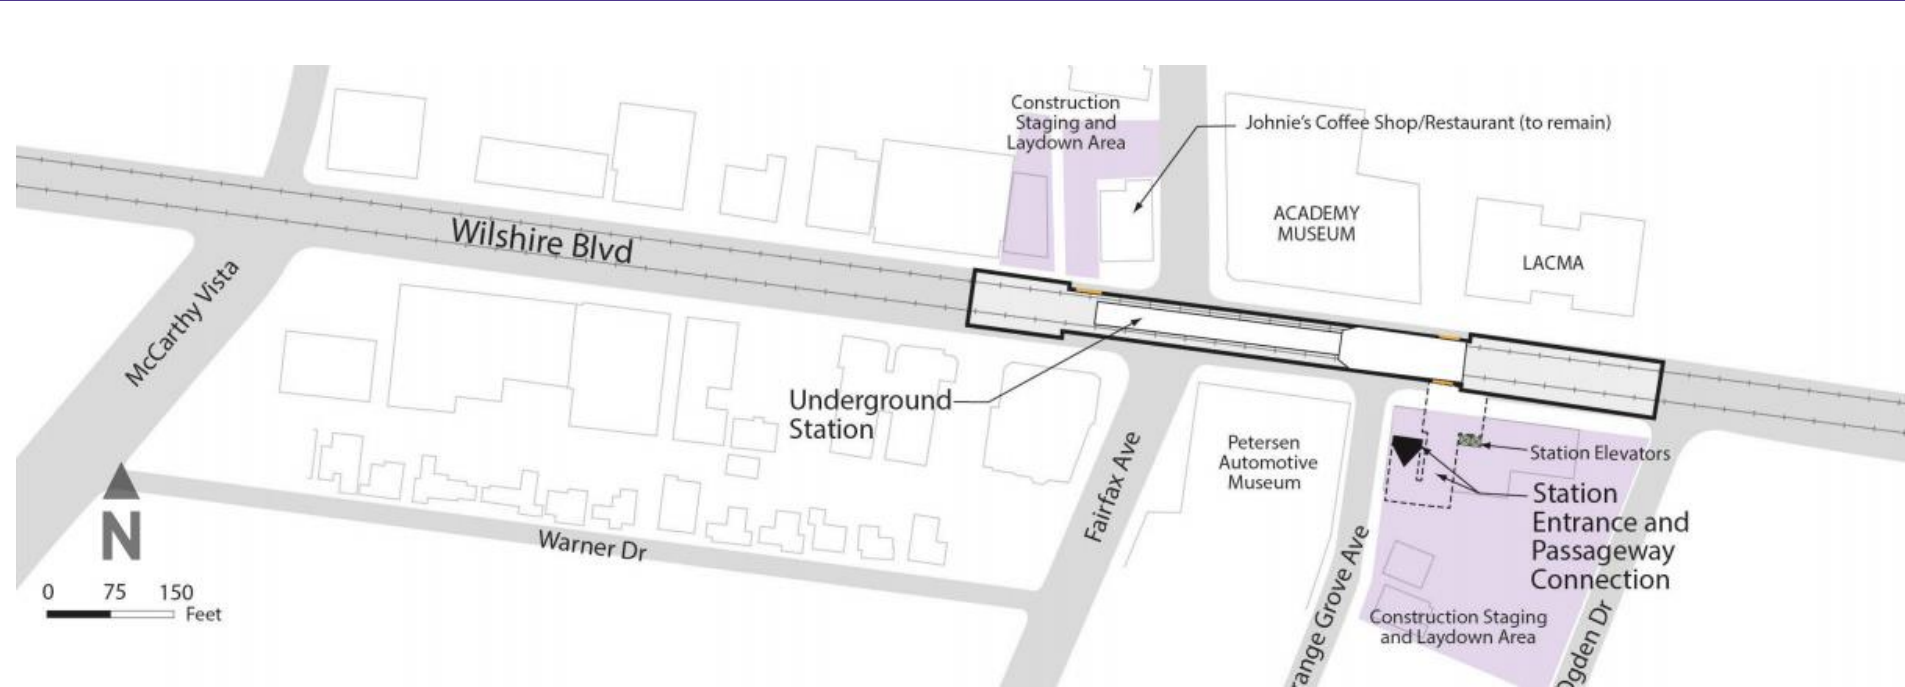 Construction
Staging and
Laydown Area
Johnie's Coffee Shop/Restaurant (to remain)
ACADEMY
MUSEUM
LACMA
Wilshire Blvd
McCarthy Vista
Underground
Station
Fairfax Ave
Petersen
Automotive
Museum
Station Elevators
Station
Entrance and
Passageway
Connection
Warner Dr
N
0 75 150
Feet
range Grove Ave
Construction Staging
and Laydown Area
Ogden Dr